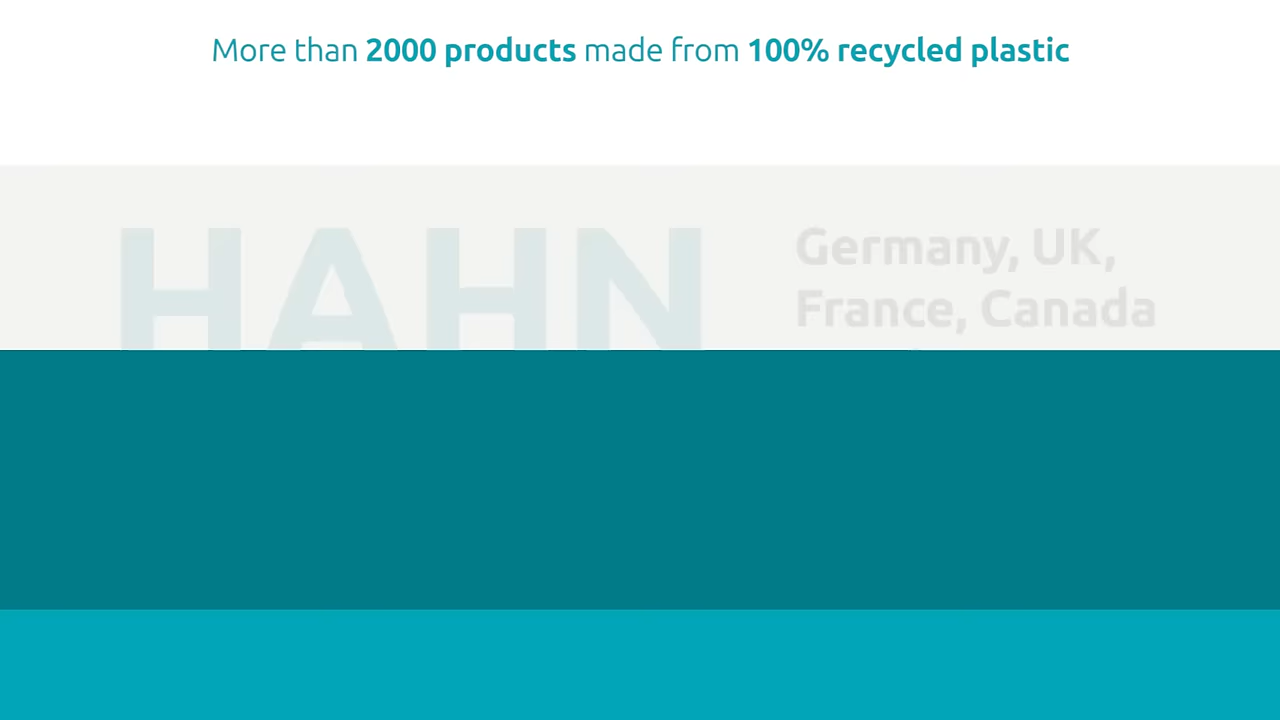 More than 2000 products made from 100% recycled plastic
HAHN
Germany, UK,
France, Canada